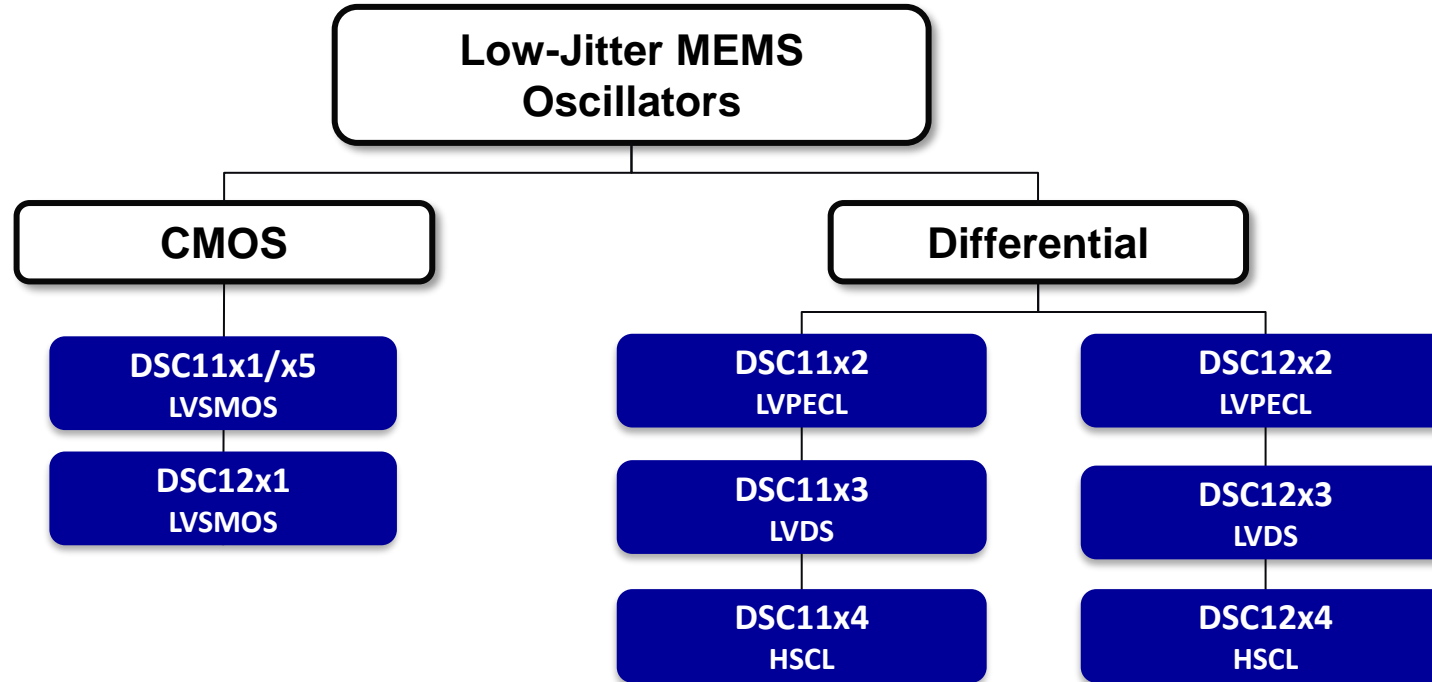 Low-Jitter MEMS
Oscillators
CMOS
Differential
DSC11x1/x5
LVSMOS
DSC12x1
LVSMOS
DSC11x2
LVPECL
DSC11x3
LVDS
DSC11x4
HSCL
DSC12x2
LVPECL
DSC12x3
LVDS
DSC12x4
HSCL